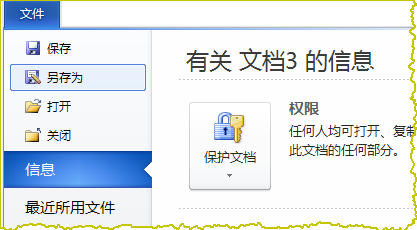 文件
保存
另存为
打开
关闭
信息
最近所用文件
有关 文档3 的信息
保护文档
权限
任何人均可打开、复制
此文档的任何部分。